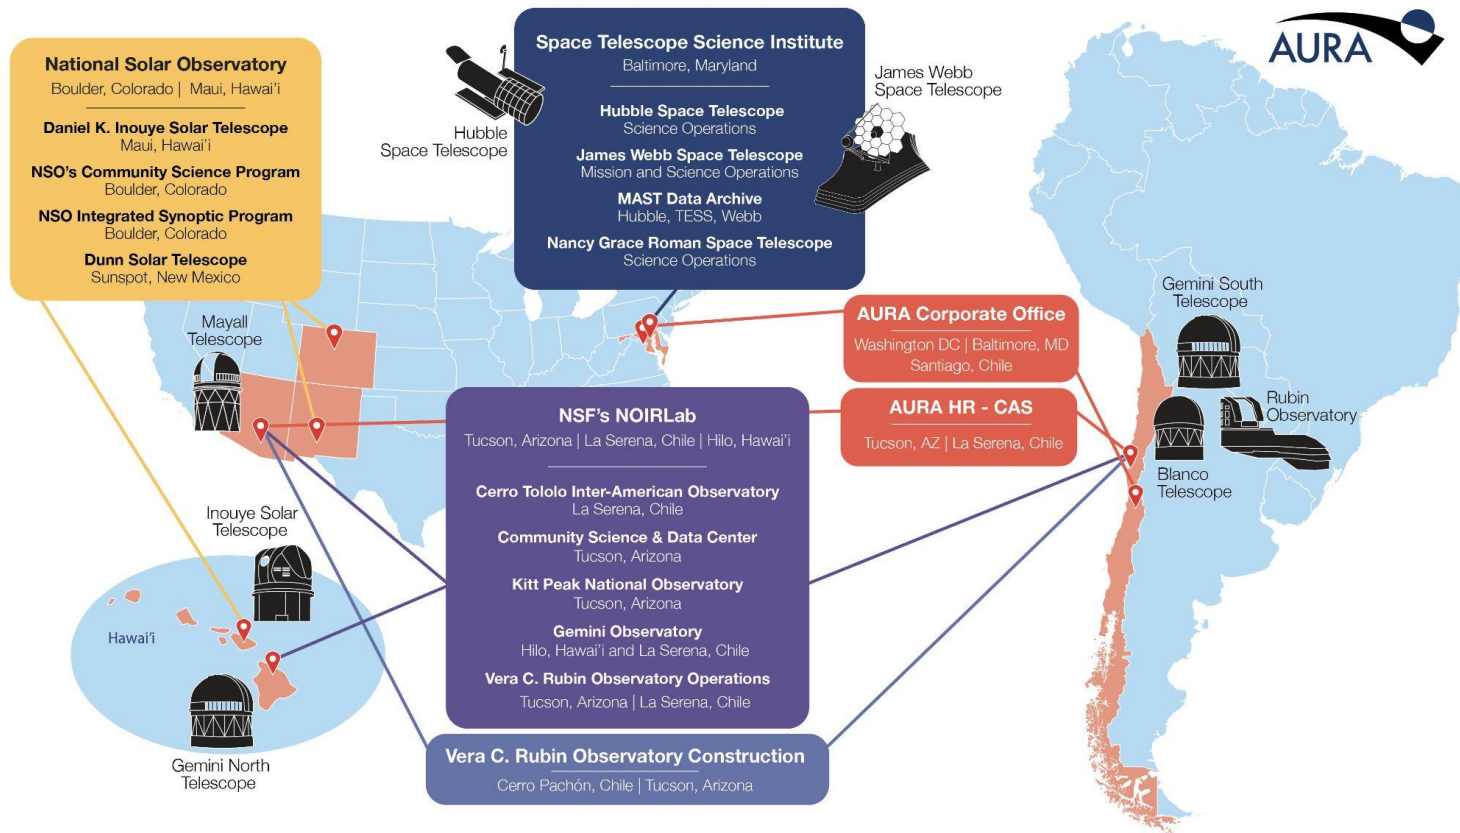 National Solar Observatory
Boulder, Colorado | Maui, Hawai'i
Daniel K. Inouye Solar Telescope
Maui, Hawai'i
NSO's Community Science Program
Boulder, Colorado
NSO Integrated Synoptic Program
Boulder, Colorado
Dunn Solar Telescope
Sunspot, New Mexico
Hubble
Space Telescope
Space Telescope Science Institute
Baltimore, Maryland
Hubble Space Telescope
Science Operations
James Webb Space Telescope
Mission and Science Operations
MAST Data Archive
Hubble, TESS, Webb
Nancy Grace Roman Space Telescope
Science Operations
James Webb
Space Telescope
AURA
Mayall
Telescope
AURA Corporate Office
Washington DC | Baltimore, MD
Santiago, Chile
AURA HR - CAS
Tucson, AZ | La Serena, Chile
Gemini South
Telescope
Rubin
Observatory
Blanco
Telescope
NSF's NOIRLab
Tucson, Arizona | La Serena, Chile | Hilo, Hawai'i
Cerro Tololo Inter-American Observatory
La Serena, Chile
Community Science & Data Center
Tucson, Arizona
Kitt Peak National Observatory
Tucson, Arizona
Gemini Observatory
Hilo, Hawai'i and La Serena, Chile
Vera C. Rubin Observatory Operations
Tucson, Arizona | La Serena, Chile
Inouye Solar
Telescope
Hawai'i
Gemini North
Telescope
Vera C. Rubin Observatory Construction
Cerro Pachón, Chile | Tucson, Arizona